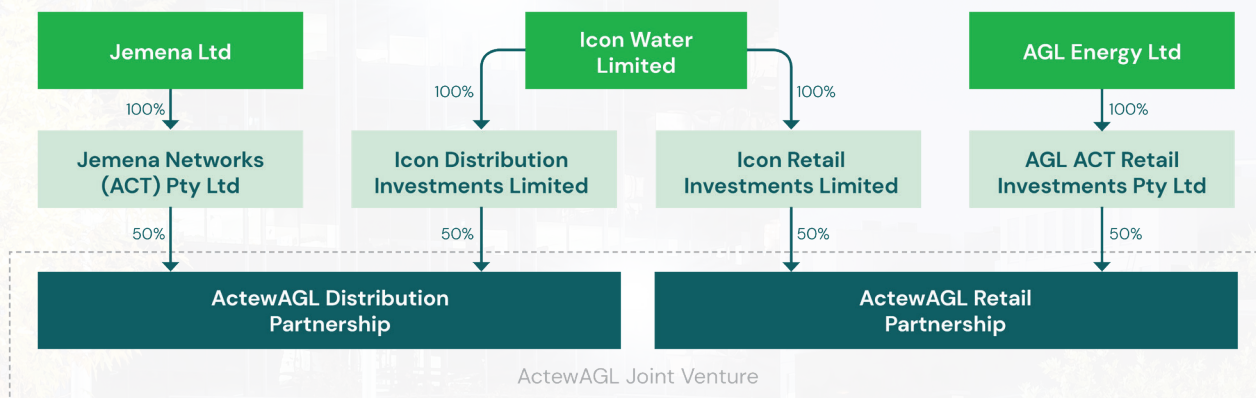 Jemena Ltd
Icon Water
Limited
AGL Energy Ltd
100%
100%
100%
100%
Jemena Networks
(ACT) Pty Ltd
Icon Distribution
Investments Limited
Icon Retail
Investments Limited
AGL ACT Retail
Investments Pty Ltd
50%
50%
50%
50%
ActewAGL Distribution
Partnership
ActewAGL Retail
Partnership
ActewAGL Joint Venture